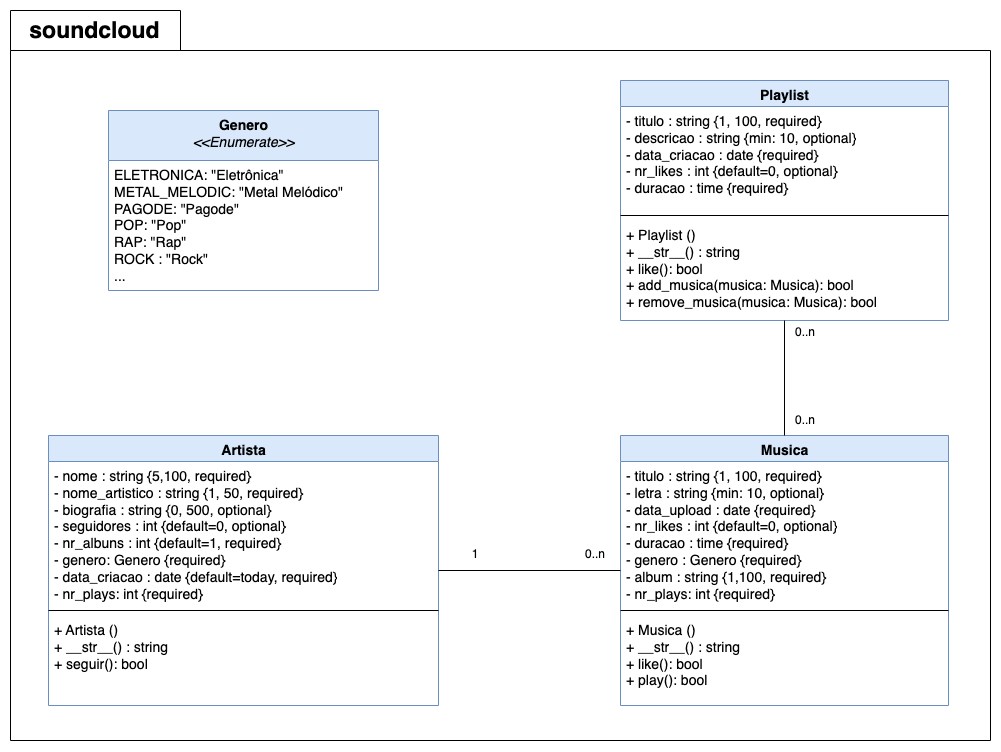 soundcloud
Genero
<<Enumerate>>
ELETRONICA: "Eletrônica"
METAL_MELODIC: "Metal Melódico"
PAGODE: "Pagode"
POP: "Pop"
RAP: "Rap"
ROCK : "Rock"
...
Playlist
- titulo : string {1, 100, required}
- descricao : string {min: 10, optional}
- data_criacao : date {required}
- nr_likes : int {default=0, optional}
- duracao : time {required}
+ Playlist ()
+ __str__() : string
+ like(): bool
+ add_musica(musica: Musica): bool
+ remove_musica(musica: Musica): bool
0..n
0..n
Artista
- nome : string {5,100, required}
- nome_artistico : string {1, 50, required}
- biografia : string {0, 500, optional}
- seguidores : int {default=0, optional}
- nr_albuns : int {default=1, required}
- genero: Genero {required}
- data_criacao : date {default=today, required}
- nr_plays: int {required}
+ Artista ()
+ __str__() : string
+ seguir(): bool
1
0..n
Musica
- titulo : string {1, 100, required}
- letra : string {min: 10, optional}
- data_upload : date {required}
- nr_likes : int {default=0, optional}
- duracao : time {required}
- genero : Genero {required}
- album : string {1,100, required}
- nr_plays: int {required}
+ Musica ()
+ __str__() : string
+ like(): bool
+ play(): bool